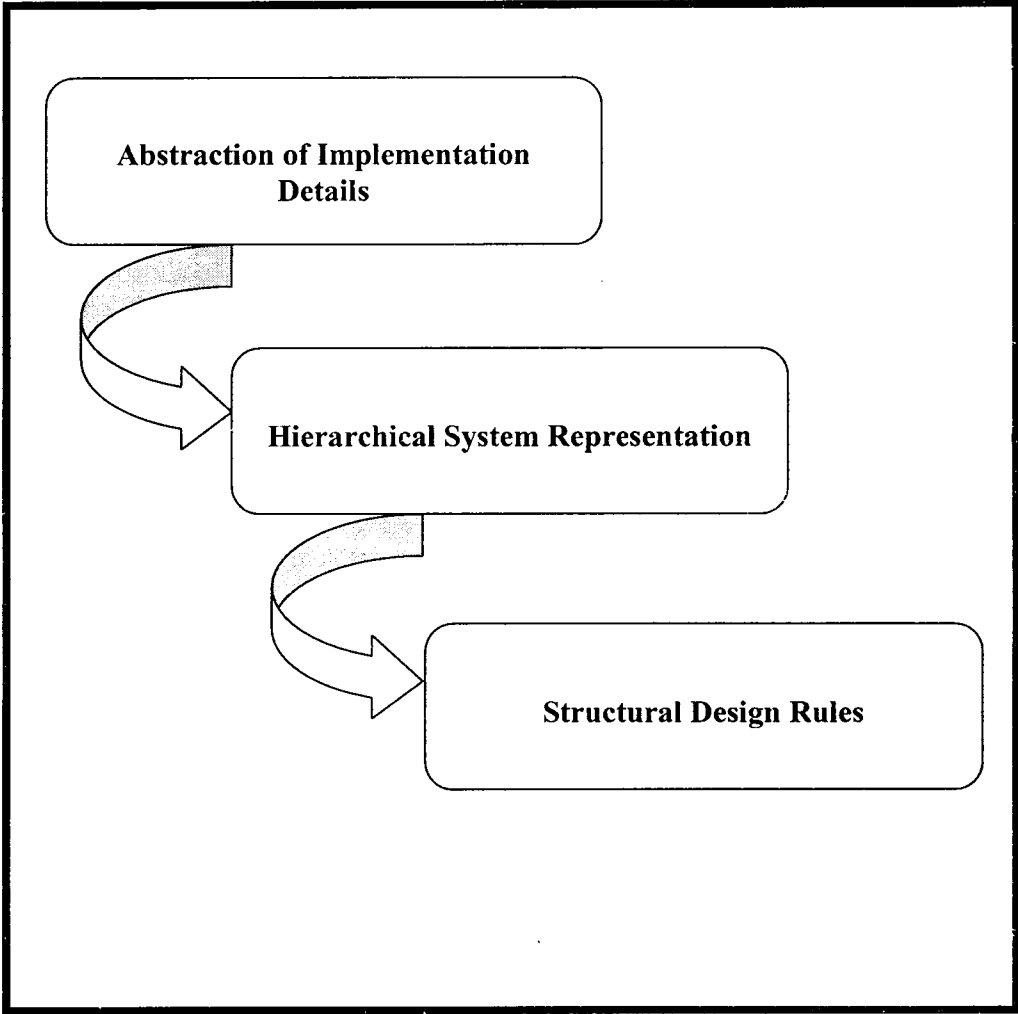 Abstraction of Implementation
Details
Hierarchical System Representation
Structural Design Rules